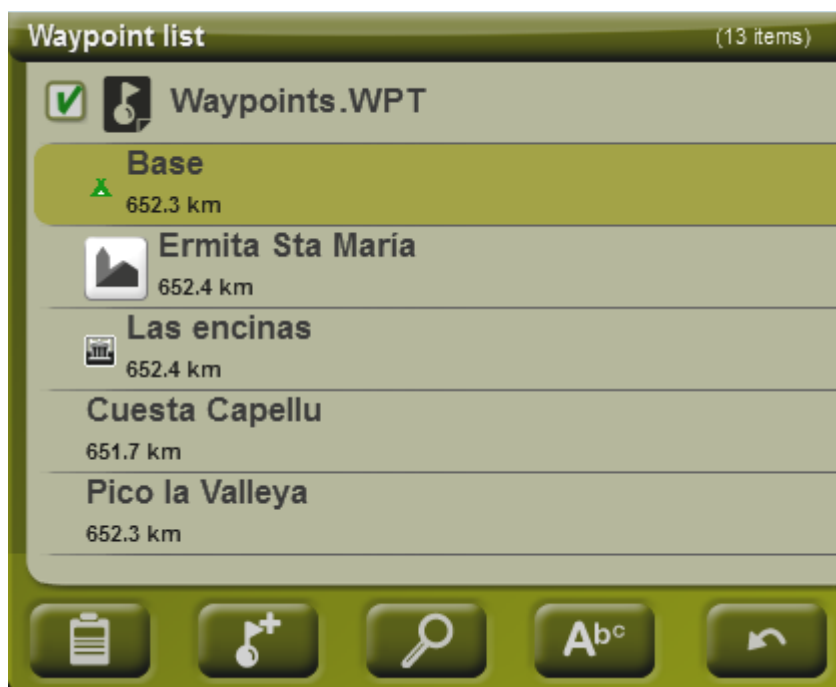 Waypoint list
(13 items)
Waypoints.WPT
Base
652.3 km
Ermita Sta María
652.4 km
Las encinas
652.4 km
Cuesta Capellu
651.7 km
Pico la Valleya
652.3 km
Abc